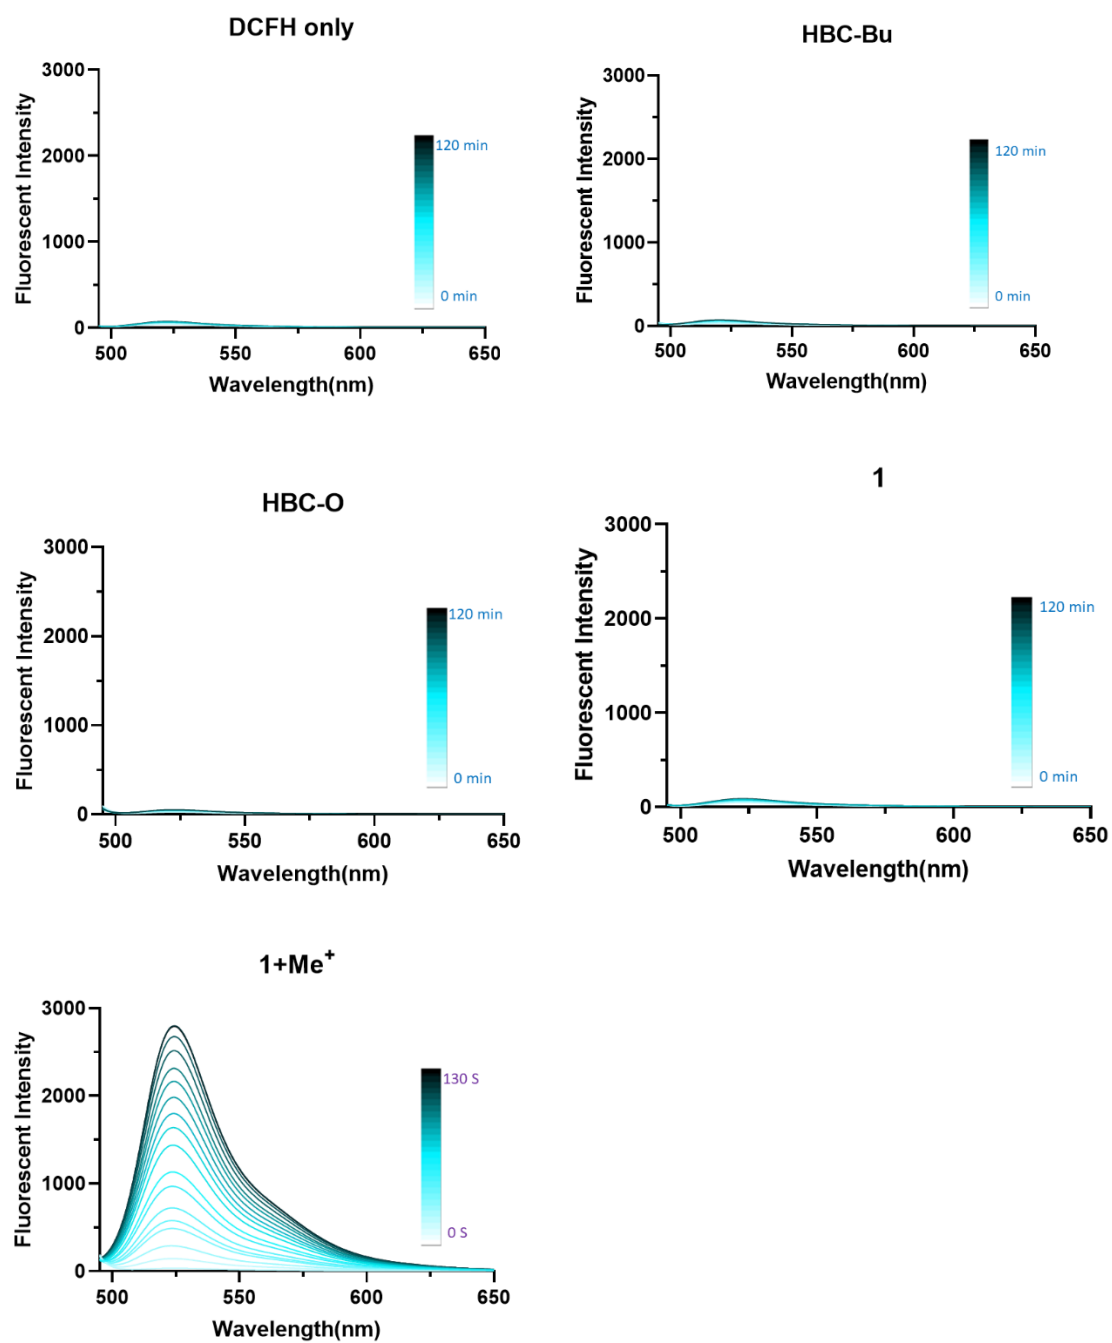 DCFH only
3000
2000
1000
0
Fluorescent Intensity
120 min
0 min
500 550 600 650
Wavelength(nm)
HBC-Bu
3000
2000
1000
0
Fluorescent Intensity
120 min
0 min
500 550 600 650
Wavelength(nm)
HBC-O
3000
2000
1000
0
Fluorescent Intensity
120 min
0 min
500 550 600 650
Wavelength(nm)
1
3000
2000
1000
0
Fluorescent Intensity
120 min
0 min
500 550 600 650
Wavelength(nm)
1+Me⁺
3000
2000
1000
0
Fluorescent Intensity
130 S
0 S
500 550 600 650
Wavelength(nm)